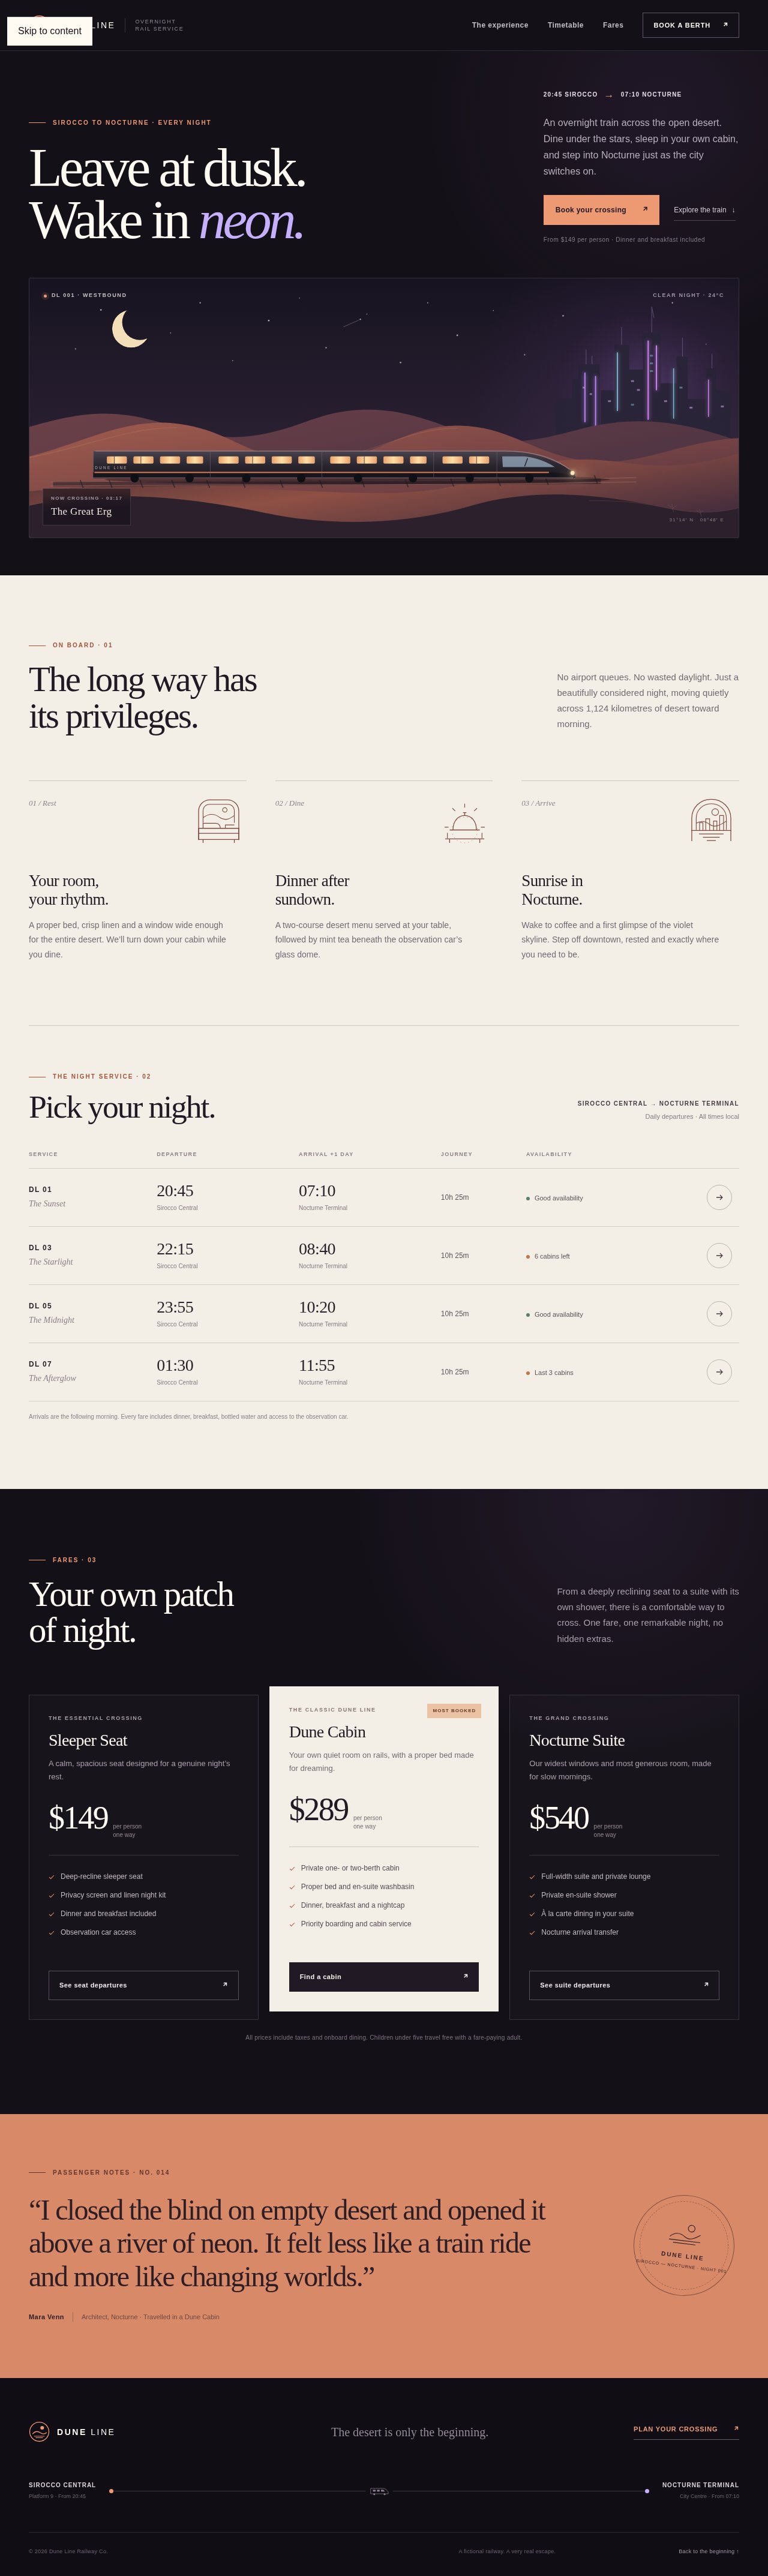 Skip to content
LINE
OVERNIGHT
RAIL SERVICE
The experience
Timetable
Fares
BOOK A BERTH
SIROCCO TO NOCTURNE · EVERY NIGHT
Leave at dusk.
Wake in neon.
20:45 SIROCCO → 07:10 NOCTURNE
An overnight train across the open desert.
Dine under the stars, sleep in your own cabin,
and step into Nocturne just as the city
switches on.
Book your crossing
Explore the train ↓
From $149 per person · Dinner and breakfast included
DL 001 · WESTBOUND
CLEAR NIGHT · 24°C
DUNE LINE
NOW CROSSING · 03:17
The Great Erg
ON BOARD · 01
The long way has
its privileges.
No airport queues. No wasted daylight. Just a
beautifully considered night, moving quietly
across 1,124 kilometres of desert toward
morning.
01 / Rest
Your room,
your rhythm.
A proper bed, crisp linen and a window wide enough
for the entire desert. We’ll turn down your cabin while
you dine.
02 / Dine
Dinner after
sundown.
A two-course desert menu served at your table,
followed by mint tea beneath the observation car’s
glass dome.
03 / Arrive
Sunrise in
Nocturne.
Wake to coffee and a first glimpse of the violet
skyline. Step off downtown, rested and exactly where
you need to be.
THE NIGHT SERVICE · 02
Pick your night.
SIROCCO CENTRAL → NOCTURNE TERMINAL
Daily departures · All times local
SERVICE DEPARTURE ARRIVAL +1 DAY JOURNEY AVAILABILITY
DL 01
The Sunset
20:45
Sirocco Central
07:10
Nocturne Terminal
10h 25m
Good availability
DL 03
The Starlight
22:15
Sirocco Central
08:40
Nocturne Terminal
10h 25m
6 cabins left
DL 05
The Midnight
23:55
Sirocco Central
10:20
Nocturne Terminal
10h 25m
Good availability
DL 07
The Afterglow
01:30
Sirocco Central
11:55
Nocturne Terminal
10h 25m
Last 3 cabins
Arrivals are the following morning. Every fare includes dinner, breakfast, bottled water and access to the observation car.
FARES · 03
Your own patch
of night.
From a deeply reclining seat to a suite with its
own shower, there is a comfortable way to
cross. One fare, one remarkable night, no
hidden extras.
THE ESSENTIAL CROSSING
Sleeper Seat
A calm, spacious seat designed for a genuine night’s
rest.
$149 per person
one way
Deep-recline sleeper seat
Privacy screen and linen night kit
Dinner and breakfast included
Observation car access
See seat departures
THE CLASSIC DUNE LINE
MOST BOOKED
Dune Cabin
Your own quiet room on rails, with a proper bed made
for dreaming.
$289 per person
one way
Private one- or two-berth cabin
Proper bed and en-suite washbasin
Dinner, breakfast and a nightcap
Priority boarding and cabin service
Find a cabin
THE GRAND CROSSING
Nocturne Suite
Our widest windows and most generous room, made
for slow mornings.
$540 per person
one way
Full-width suite and private lounge
Private en-suite shower
À la carte dining in your suite
Nocturne arrival transfer
See suite departures
All prices include taxes and onboard dining. Children under five travel free with a fare-paying adult.
PASSENGER NOTES · NO. 014
“I closed the blind on empty desert and opened it
above a river of neon. It felt less like a train ride
and more like changing worlds.”
Mara Venn
Architect, Nocturne · Travelled in a Dune Cabin
DUNE LINE
SIROCCO — NOCTURNE · NIGHT
DUNE LINE
The desert is only the beginning.
PLAN YOUR CROSSING
SIROCCO CENTRAL
Platform 9 · From 20:45
NOCTURNE TERMINAL
City Centre · From 07:10
© 2026 Dune Line Railway Co.
A fictional railway. A very real escape.
Back to the beginning ↑